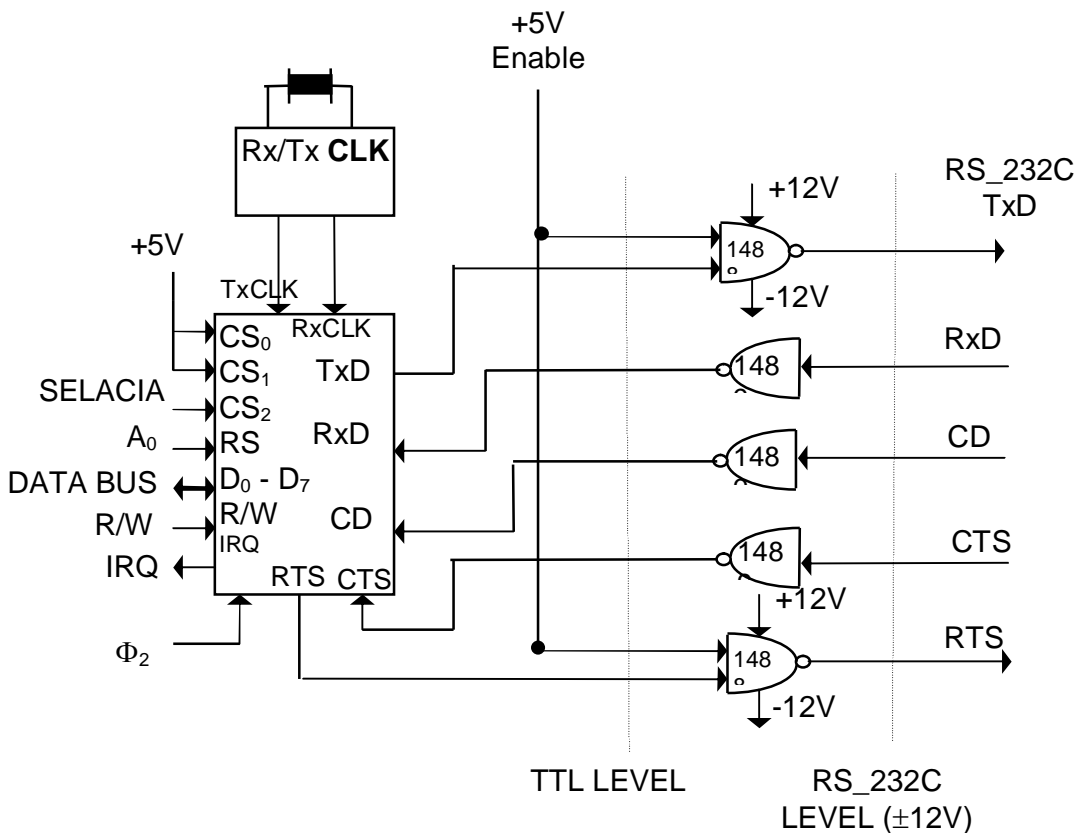 +5V
Enable
Rx/Tx CLK
RS_232C
TxD
+12V
+5V
148
TxCLK
-12V
RxCLK
RxD
CS₀
CS₁
TxD
148
SELACIA
CS₂
A₀
RS
RxD
CD
148
DATA BUS
D₀ - D₇
R/W
R/W
CD
IRQ
IRQ
CTS
148
RTS
CTS
+12V
Φ₂
RTS
148
-12V
TTL LEVEL
RS_232C
LEVEL (±12V)